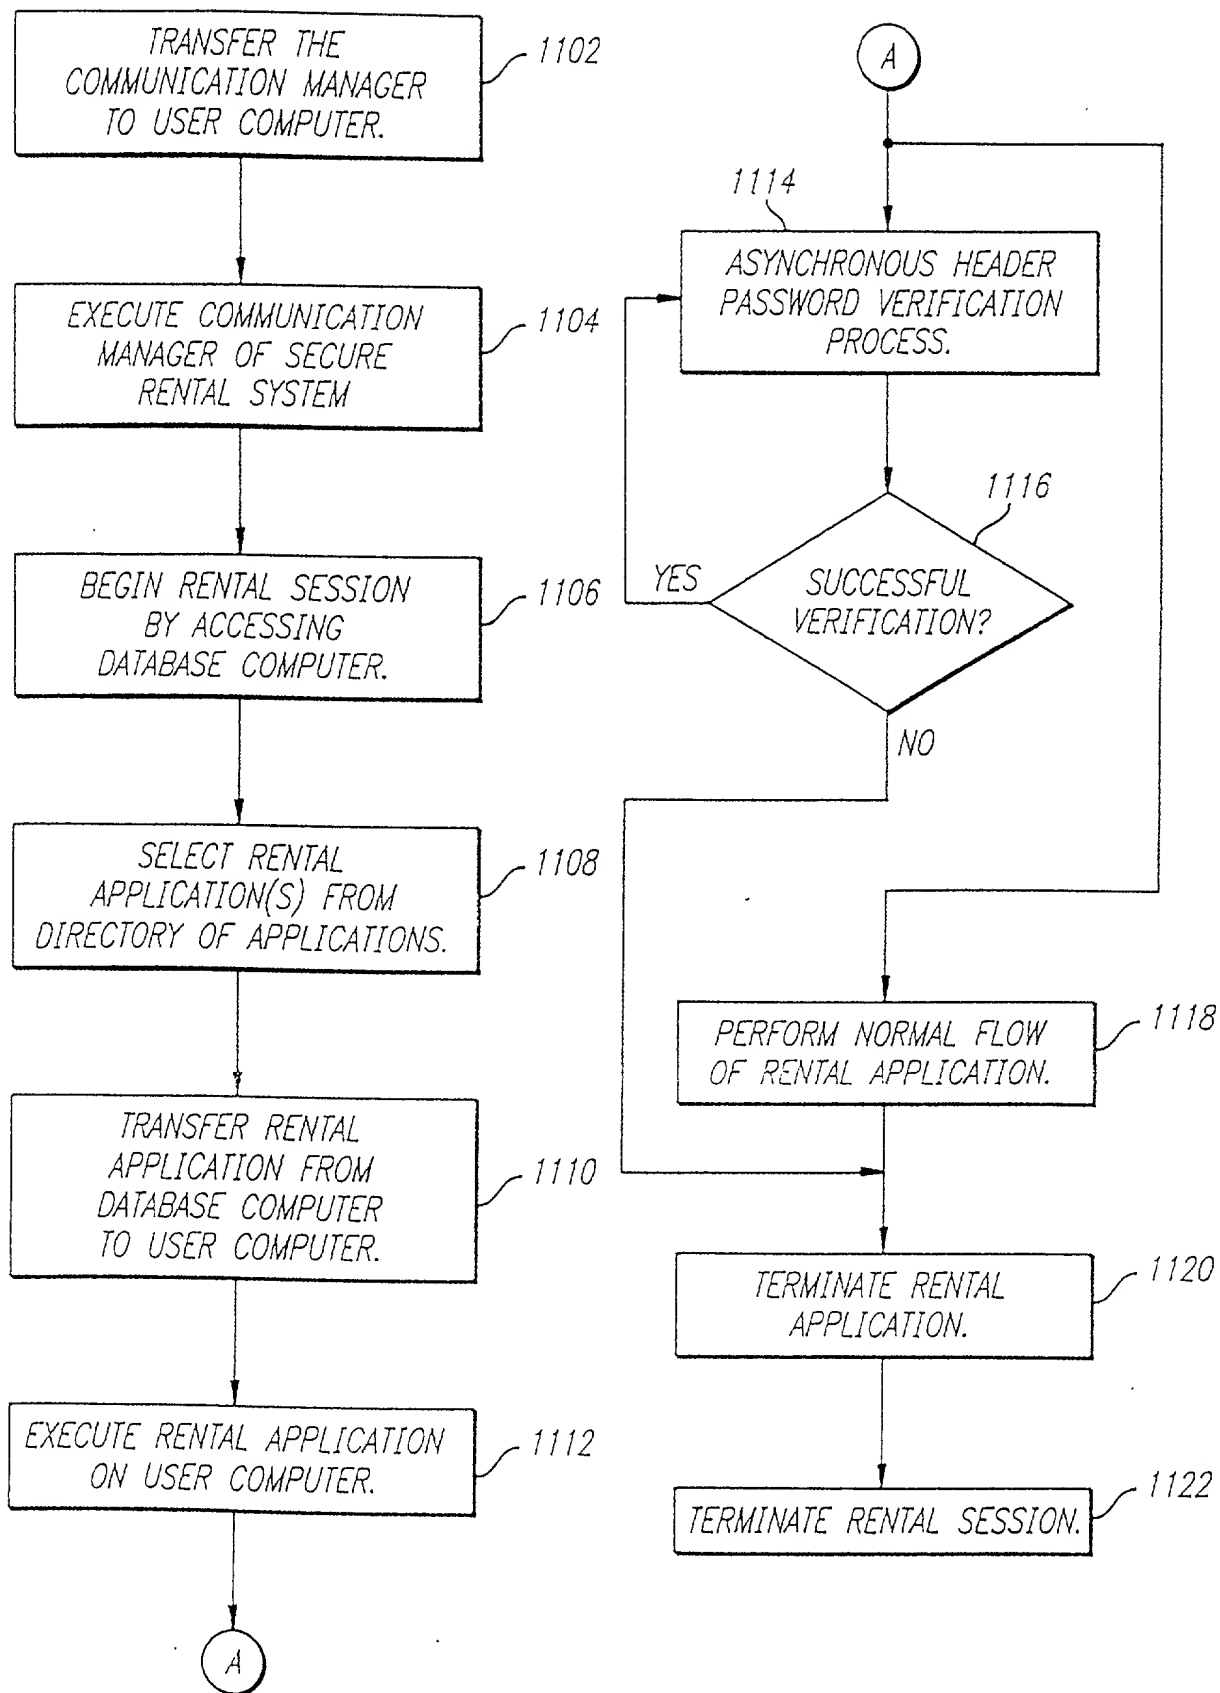 TRANSFER THE
COMMUNICATION MANAGER
TO USER COMPUTER.
1102
EXECUTE COMMUNICATION
MANAGER OF SECURE
RENTAL SYSTEM
1104
BEGIN RENTAL SESSION
BY ACCESSING
DATABASE COMPUTER.
1106
SELECT RENTAL
APPLICATION(S) FROM
DIRECTORY OF APPLICATIONS.
1108
TRANSFER RENTAL
APPLICATION FROM
DATABASE COMPUTER
TO USER COMPUTER.
1110
EXECUTE RENTAL APPLICATION
ON USER COMPUTER.
1112
A
A
1114
ASYNCHRONOUS HEADER
PASSWORD VERIFICATION
PROCESS.
1116
SUCCESSFUL
VERIFICATION?
YES
NO
PERFORM NORMAL FLOW
OF RENTAL APPLICATION.
1118
TERMINATE RENTAL
APPLICATION.
1120
TERMINATE RENTAL SESSION.
1122